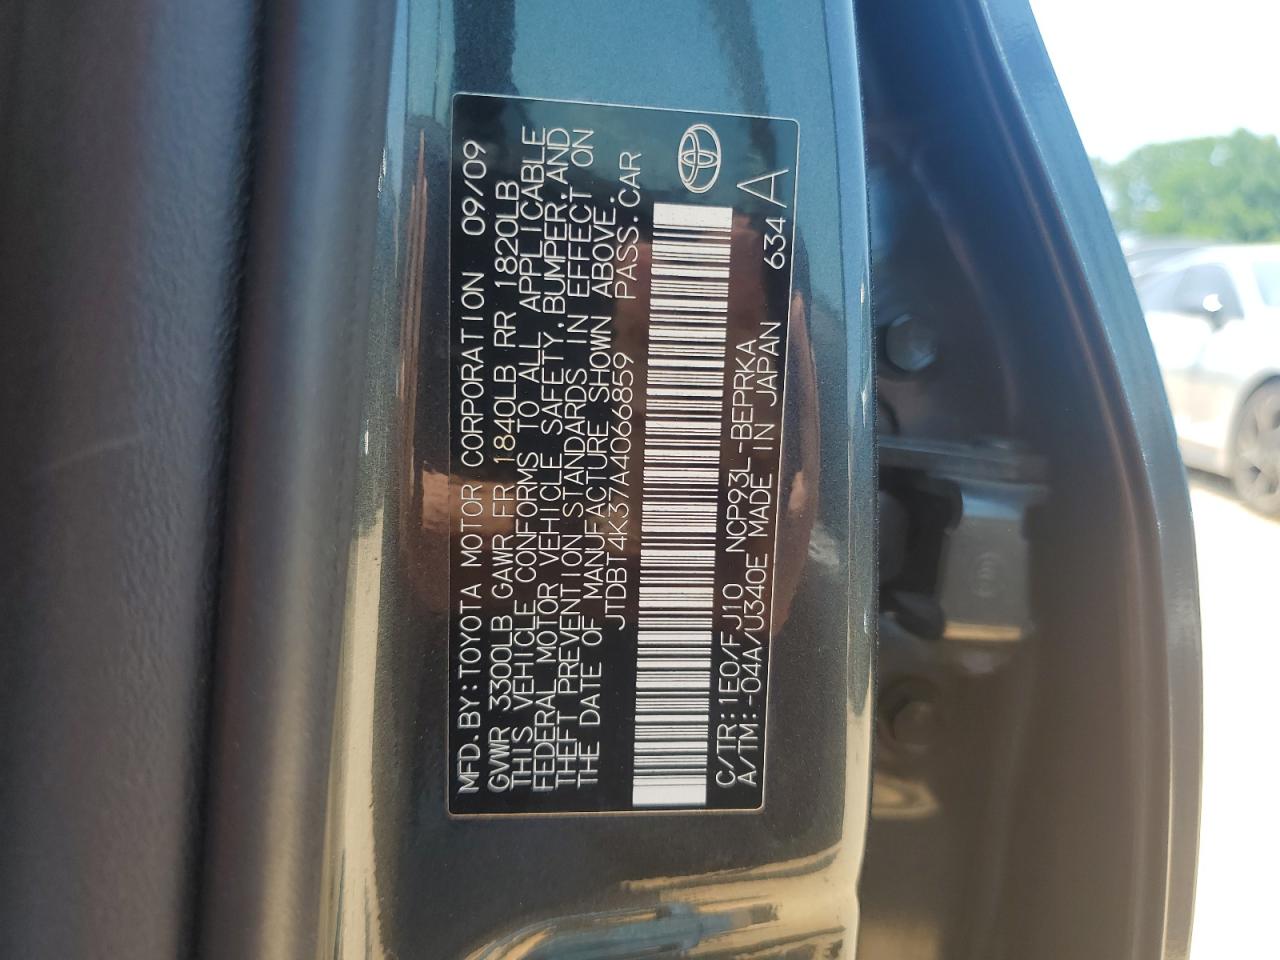 MFD.BY:TOYOTA MOTOR CORPORATION 09/09
GVWR 3300LB GAWR FR 1840LB RR 1820LB
THIS VEHICLE CONFORMS TO ALL APPLICABLE
FEDERAL MOTOR VEHICLE SAFETY,BUMPER,AND
THEFT PREVENTION STANDARDS IN EFFECT ON
THE DATE OF MANUFACTURE SHOWN ABOVE.
JTDBT4K37A4066859 PASS.CAR
C/TR:1E0/FJ10 NCP93L-BEPRKA
A/TM:-04A/U340E MADE IN JAPAN 634 A